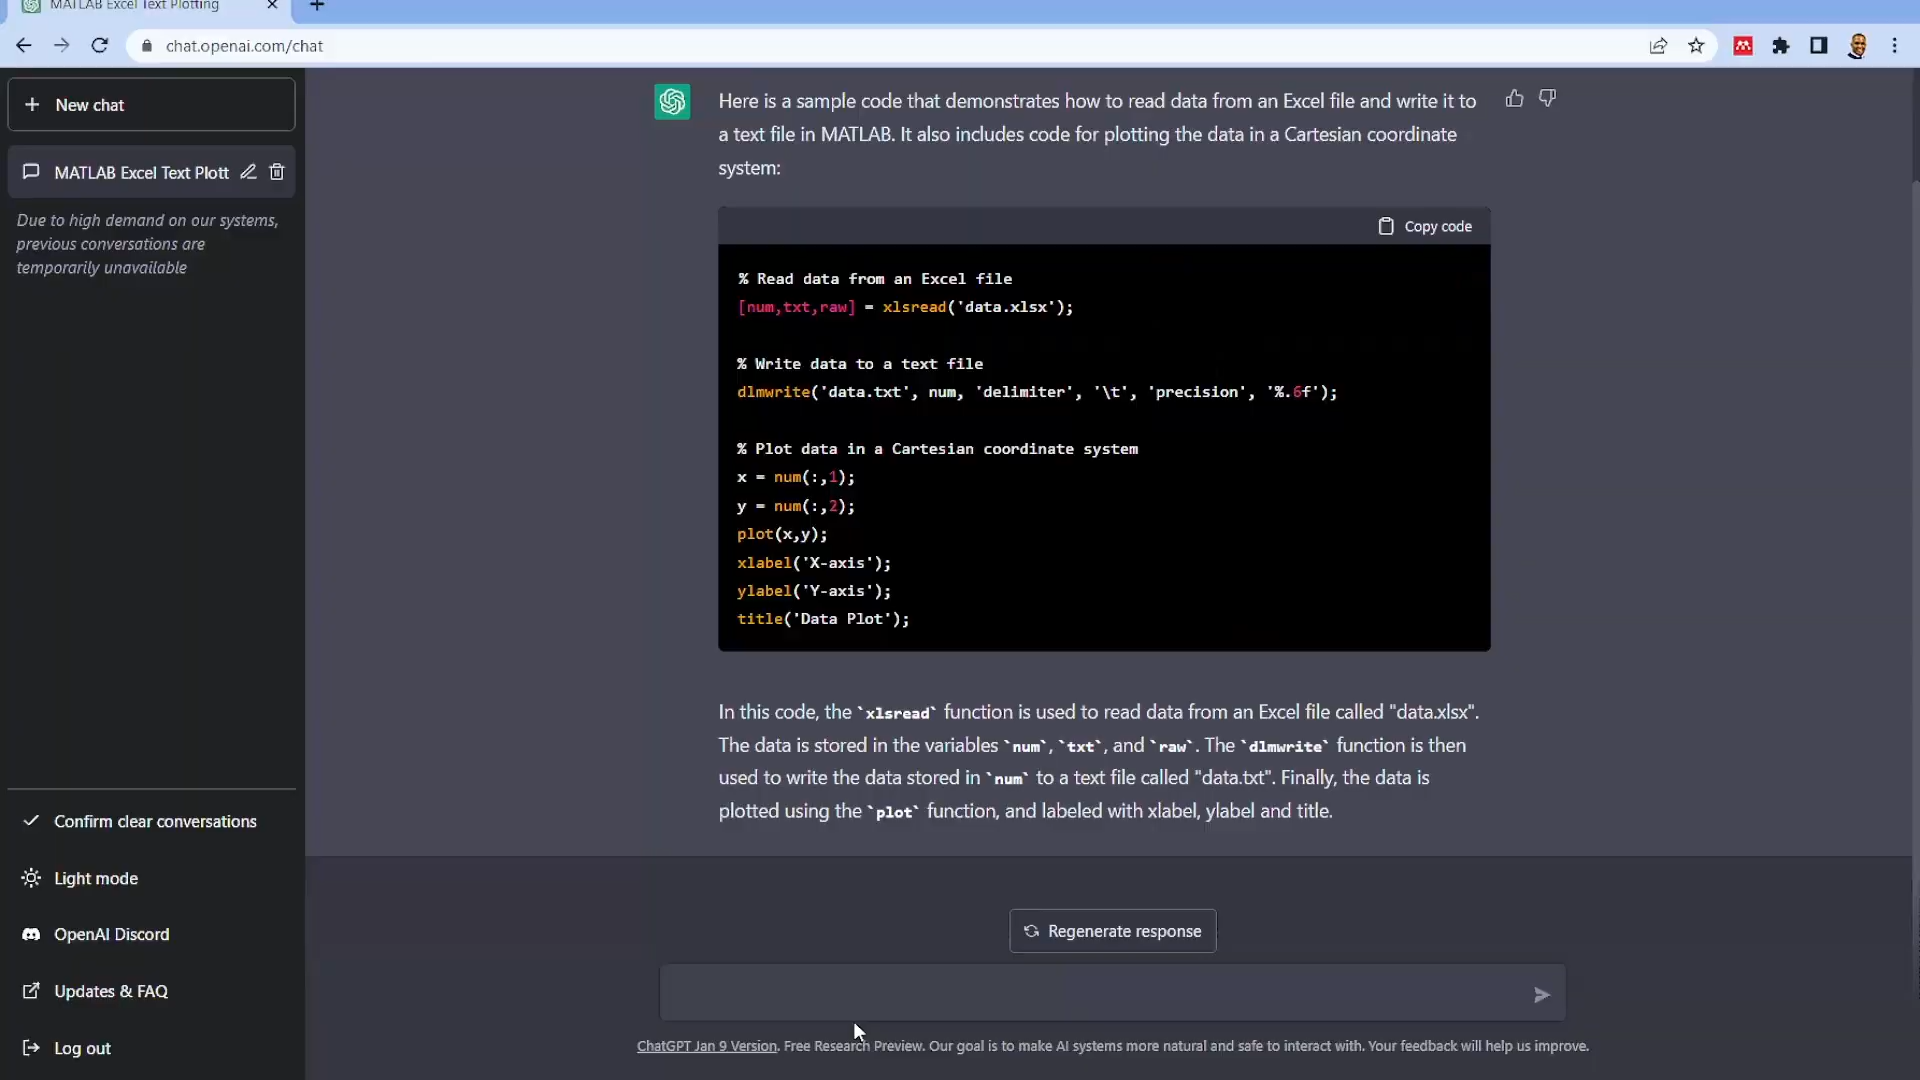 MATLAB Excel Text Plotting
chat.openai.com/chat
New chat
MATLAB Excel Text Plott
Due to high demand on our systems,
previous conversations are
temporarily unavailable
Confirm clear conversations
Light mode
OpenAI Discord
Updates & FAQ
Log out
Here is a sample code that demonstrates how to read data from an Excel file and write it to
a text file in MATLAB. It also includes code for plotting the data in a Cartesian coordinate
system:
Copy code
% Read data from an Excel file
[num,txt,raw] = xlsread('data.xlsx');
% Write data to a text file
dlmwrite('data.txt', num, 'delimiter', '\t', 'precision', '%.6f');
% Plot data in a Cartesian coordinate system
x = num(:,1);
y = num(:,2);
plot(x,y);
xlabel('X-axis');
ylabel('Y-axis');
title('Data Plot');
In this code, the `xlsread` function is used to read data from an Excel file called "data.xlsx".
The data is stored in the variables `num`, `txt`, and `raw`. The `dlmwrite` function is then
used to write the data stored in `num` to a text file called "data.txt". Finally, the data is
plotted using the `plot` function, and labeled with xlabel, ylabel and title.
Regenerate response
ChatGPT Jan 9 Version. Free Research Preview. Our goal is to make AI systems more natural and safe to interact with. Your feedback will help us improve.